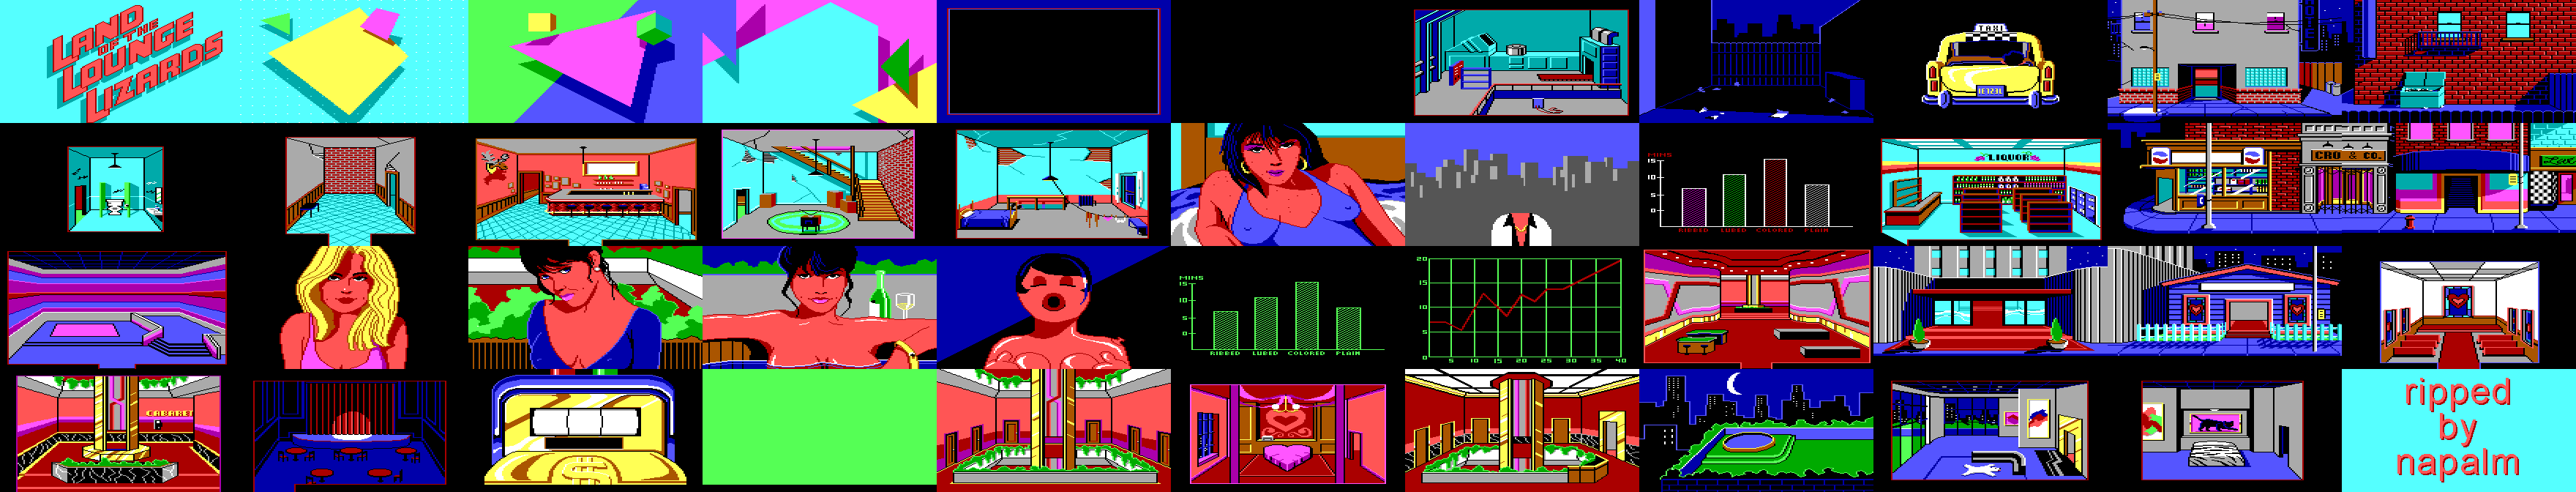 LAND
OF THE
LOUNGE
LIZARDS
TAXI
MINS
15
10
5
0
RIBBED LUBED COLORED PLAIN
LIQUOR
CRO & CO.
MINS
15
10
5
0
RIBBED LUBED COLORED PLAIN
20
15
10
5
0
5 10 15 20 25 30 35 40
CABARET
ripped
by
napalm